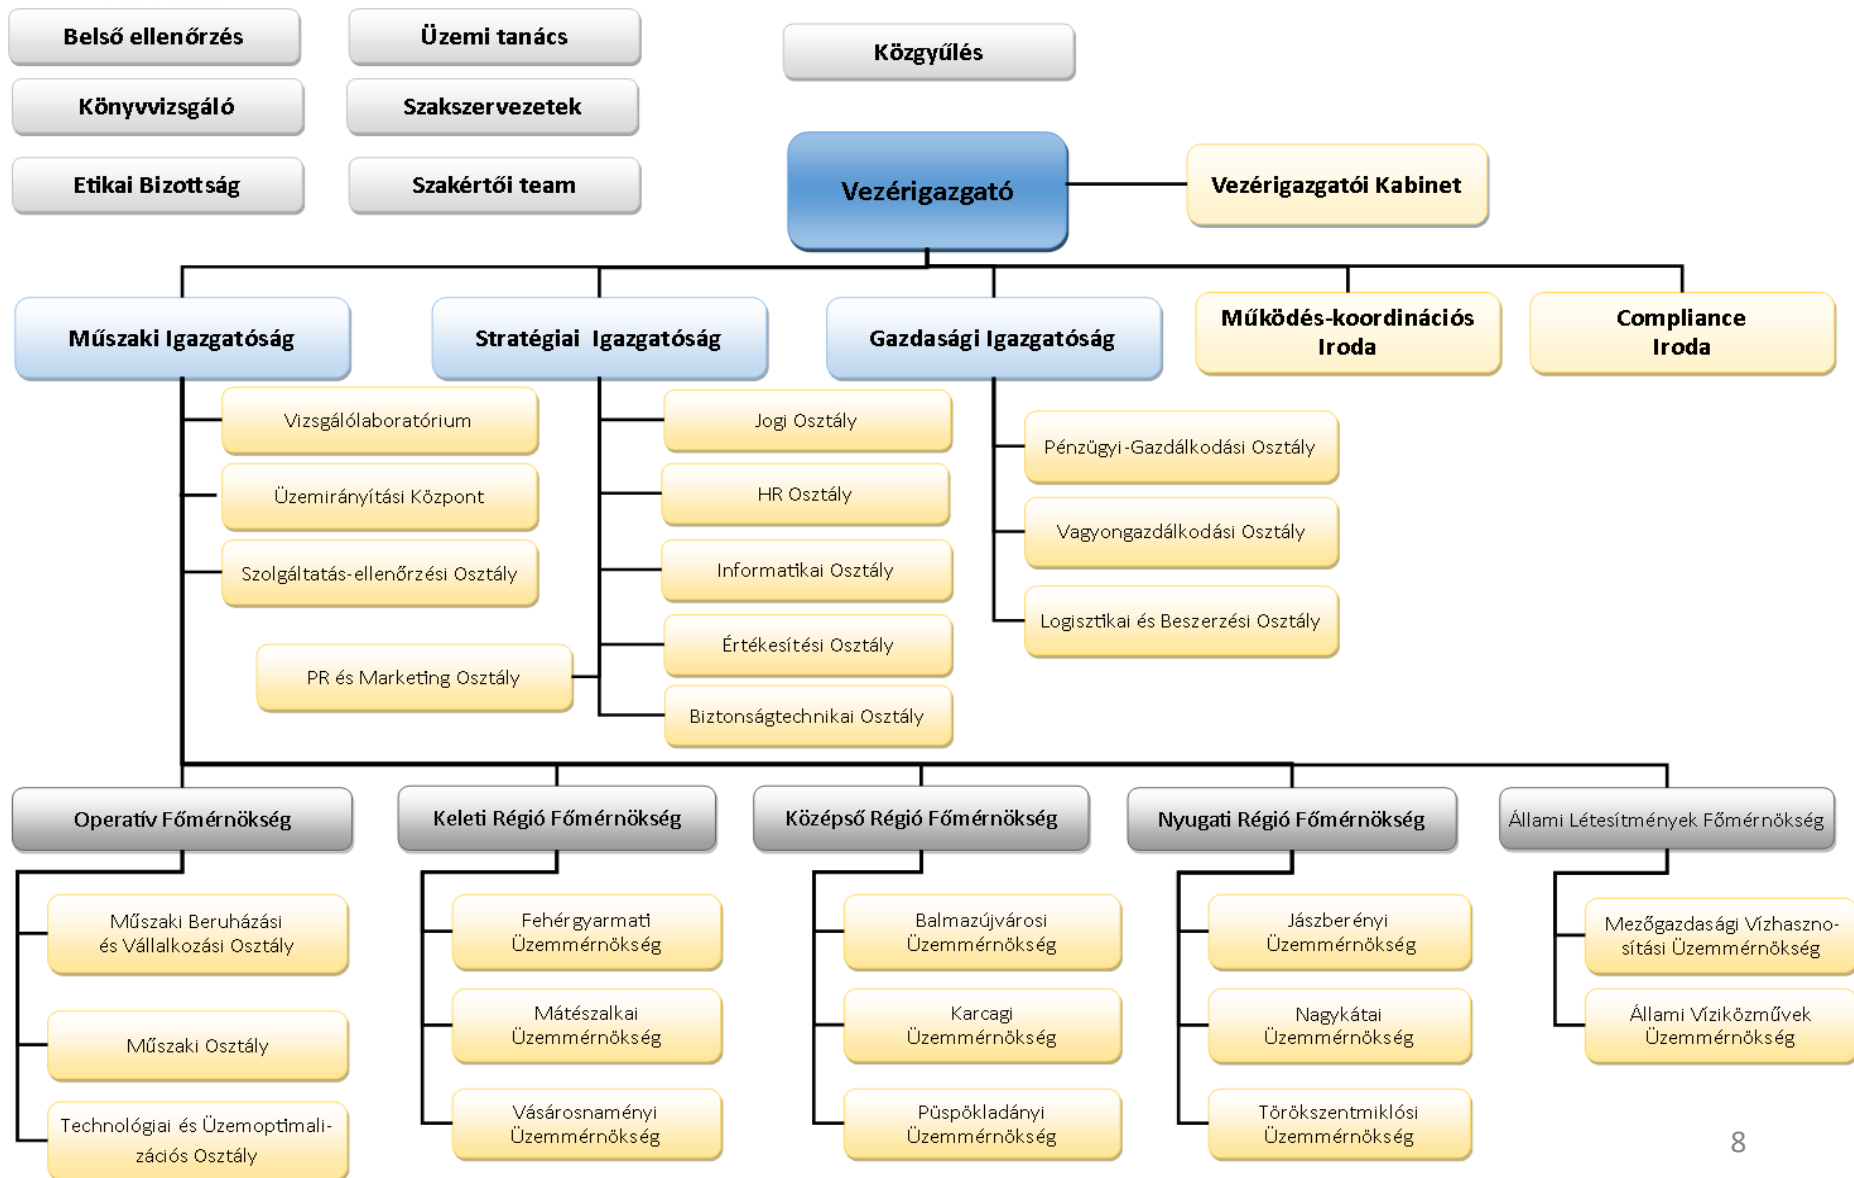 Belső ellenőrzés
Üzemi tanács
Közgyűlés
Könyvvizsgáló
Szakszervezetek
Etikai Bizottság
Szakértői team
Vezérigazgató
Vezérigazgatói Kabinet
Műszaki Igazgatóság
Stratégiai Igazgatóság
Gazdasági Igazgatóság
Működés-koordinációs
Iroda
Compliance
Iroda
Vizsgálólaboratórium
Üzemirányítási Központ
Szolgáltatás-ellenőrzési Osztály
Jogi Osztály
HR Osztály
Informatikai Osztály
Értékesítési Osztály
PR és Marketing Osztály
Biztonságtechnikai Osztály
Pénzügyi-Gazdálkodási Osztály
Vagyongazdálkodási Osztály
Logisztikai és Beszerzési Osztály
Operatív Főmérnökség
Keleti Régió Főmérnökség
Középső Régió Főmérnökség
Nyugati Régió Főmérnökség
Állami Létesítmények Főmérnökség
Műszaki Beruházási
és Vállalkozási Osztály
Műszaki Osztály
Technológiai és Üzemoptimali-
zációs Osztály
Fehérgyarmati
Üzemmérnökség
Mátészalkai
Üzemmérnökség
Vásárosnaményi
Üzemmérnökség
Balmazújvárosi
Üzemmérnökség
Karcagi
Üzemmérnökség
Püspökladányi
Üzemmérnökség
Jászberényi
Üzemmérnökség
Nagykátai
Üzemmérnökség
Törökszentmiklósi
Üzemmérnökség
Mezőgazdasági Vízhaszno-
sítási Üzemmérnökség
Állami Víziközművek
Üzemmérnökség
8